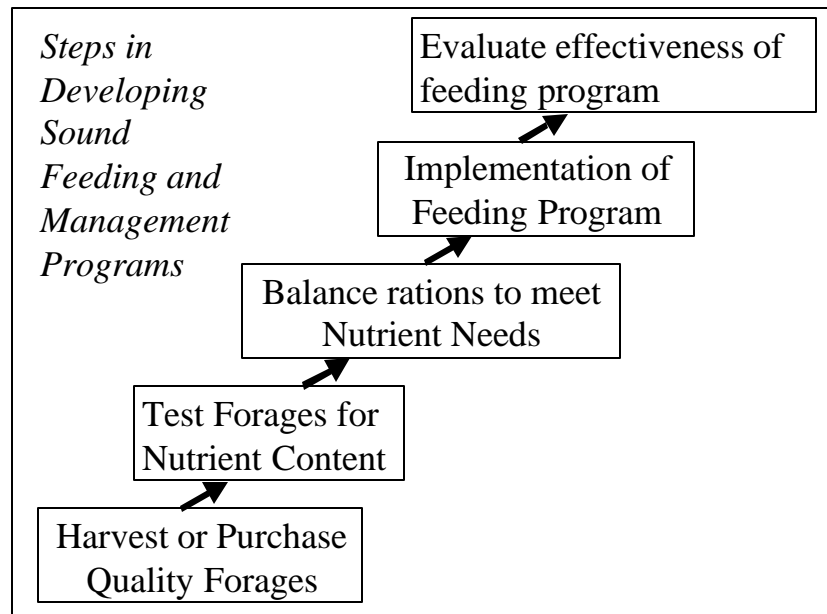 Steps in
Developing
Sound
Feeding and
Management
Programs
Evaluate effectiveness of
feeding program
Implementation of
Feeding Program
Balance rations to meet
Nutrient Needs
Test Forages for
Nutrient Content
Harvest or Purchase
Quality Forages